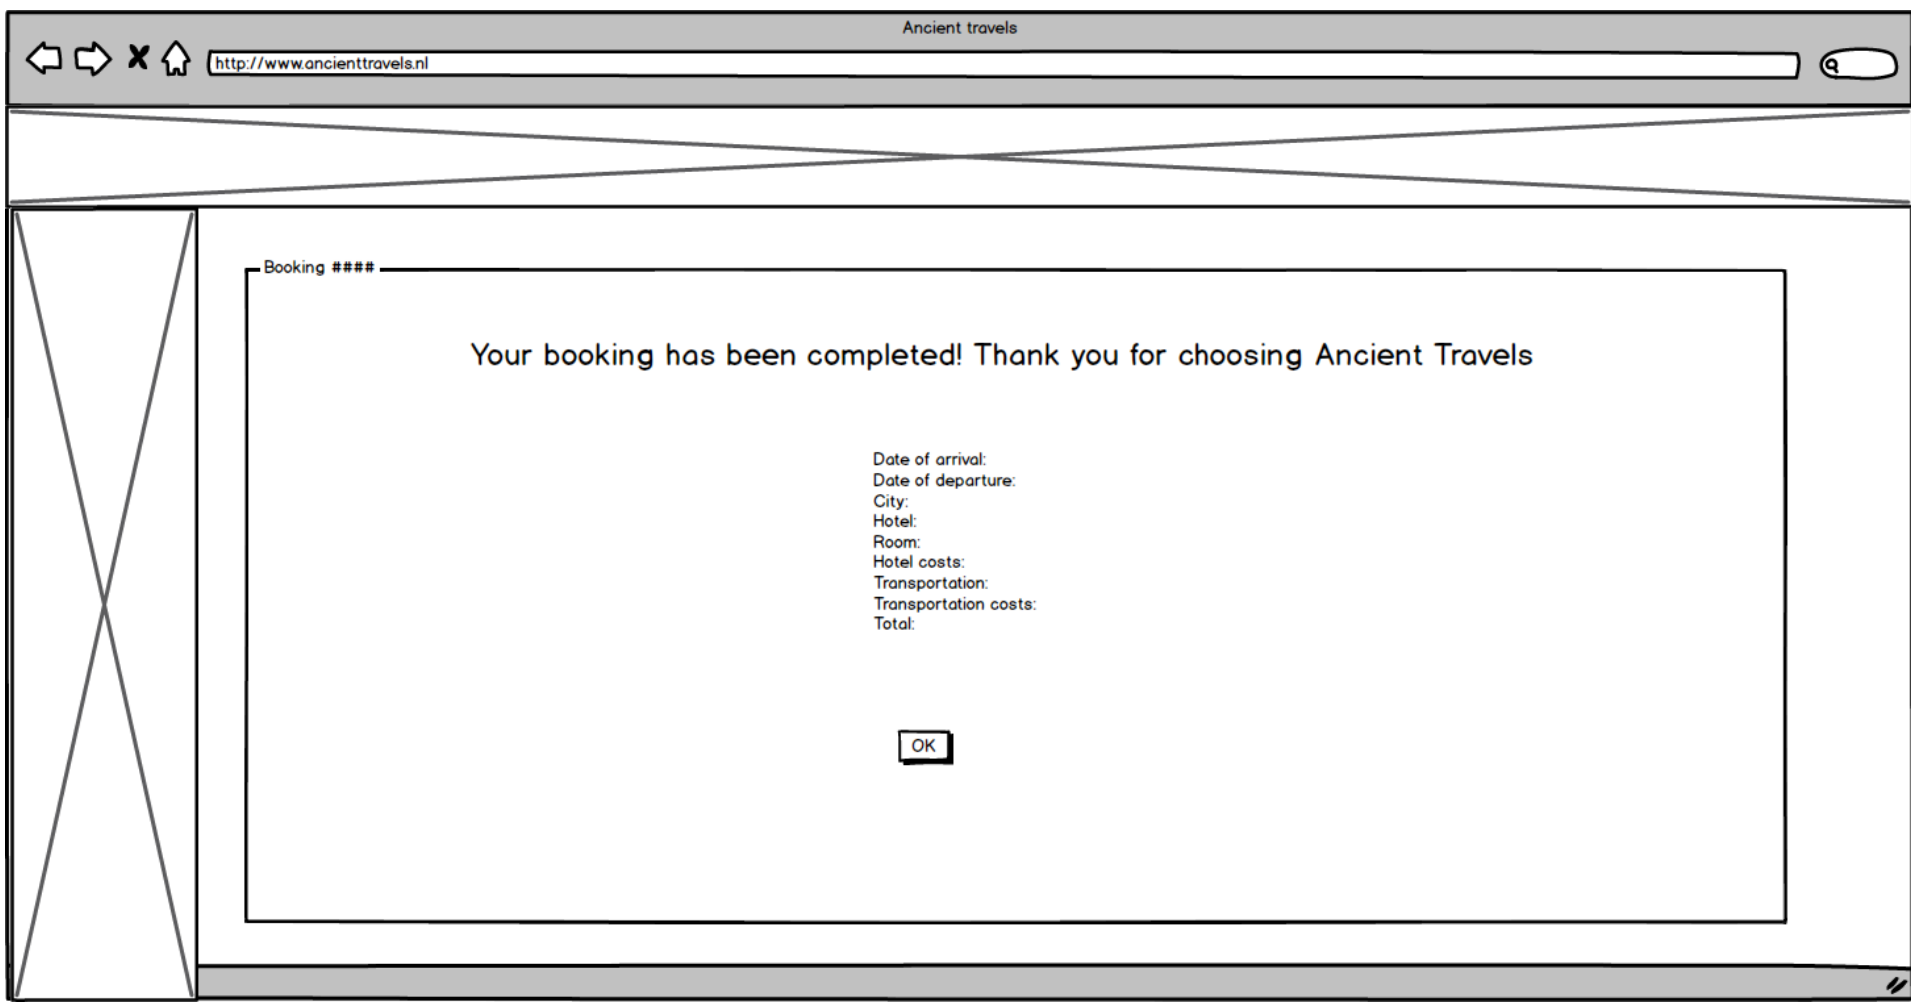 Ancient travels
http://www.ancienttravels.nl
Booking ####
Your booking has been completed! Thank you for choosing Ancient Travels
Date of arrival:
Date of departure:
City:
Hotel:
Room:
Hotel costs:
Transportation:
Transportation costs:
Total:
OK